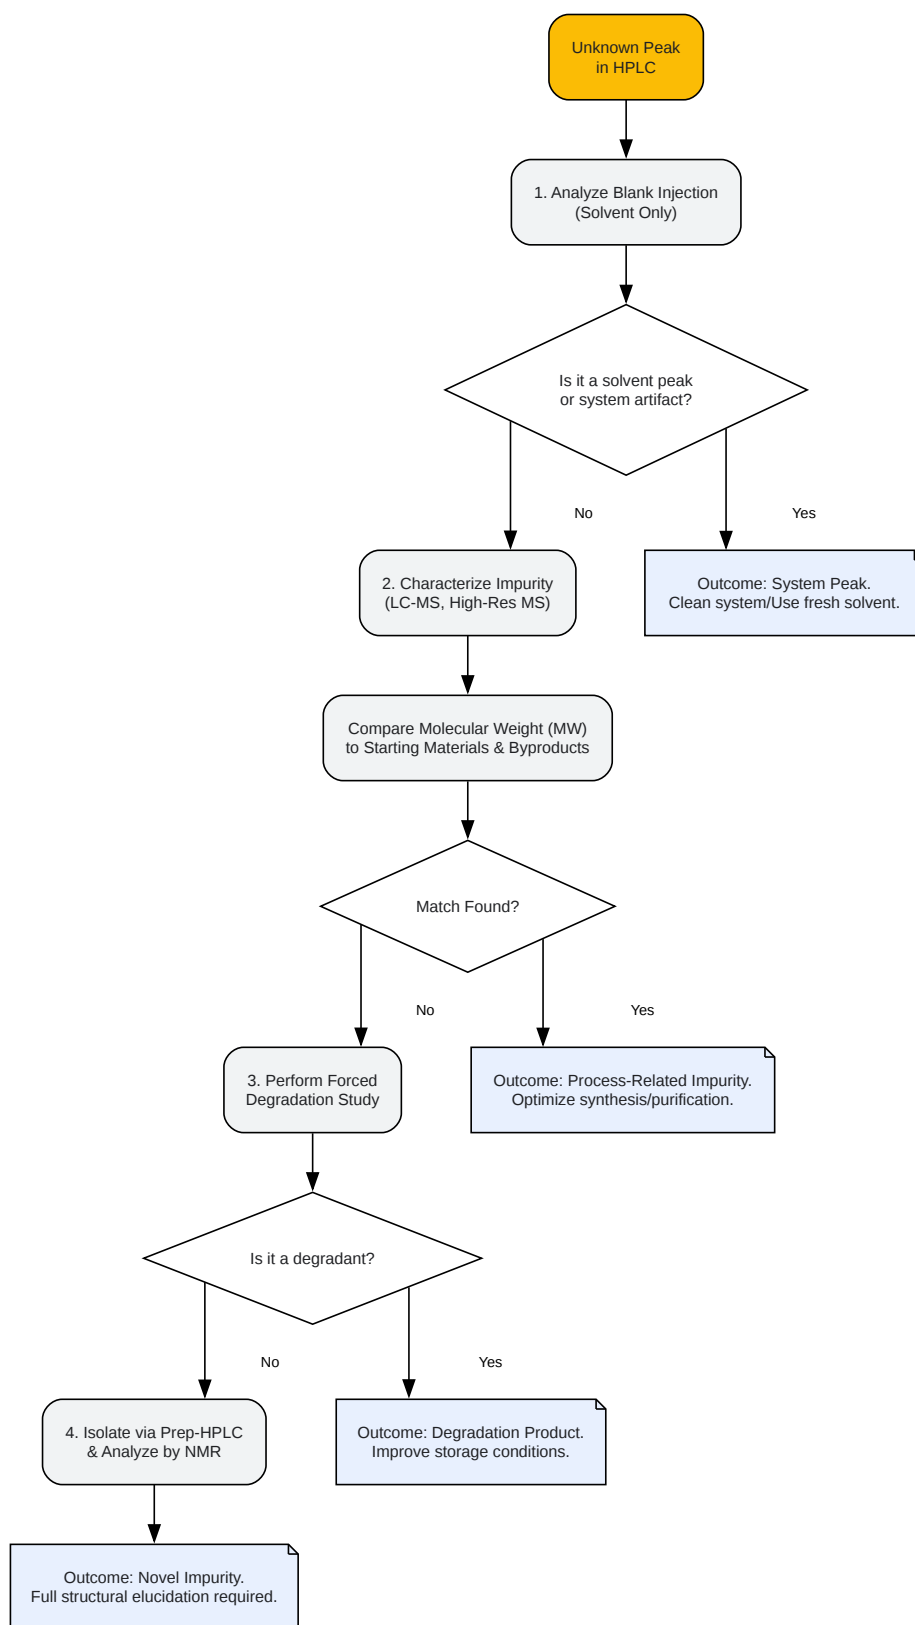 Unknown Peak
in HPLC
1. Analyze Blank Injection
(Solvent Only)
Is it a solvent peak
or system artifact?
No
Yes
2. Characterize Impurity
(LC-MS, High-Res MS)
Outcome: System Peak.
Clean system/Use fresh solvent.
Compare Molecular Weight (MW)
to Starting Materials & Byproducts
Match Found?
No
Yes
3. Perform Forced
Degradation Study
Outcome: Process-Related Impurity.
Optimize synthesis/purification.
Is it a degradant?
No
Yes
4. Isolate via Prep-HPLC
& Analyze by NMR
Outcome: Degradation Product.
Improve storage conditions.
Outcome: Novel Impurity.
Full structural elucidation required.